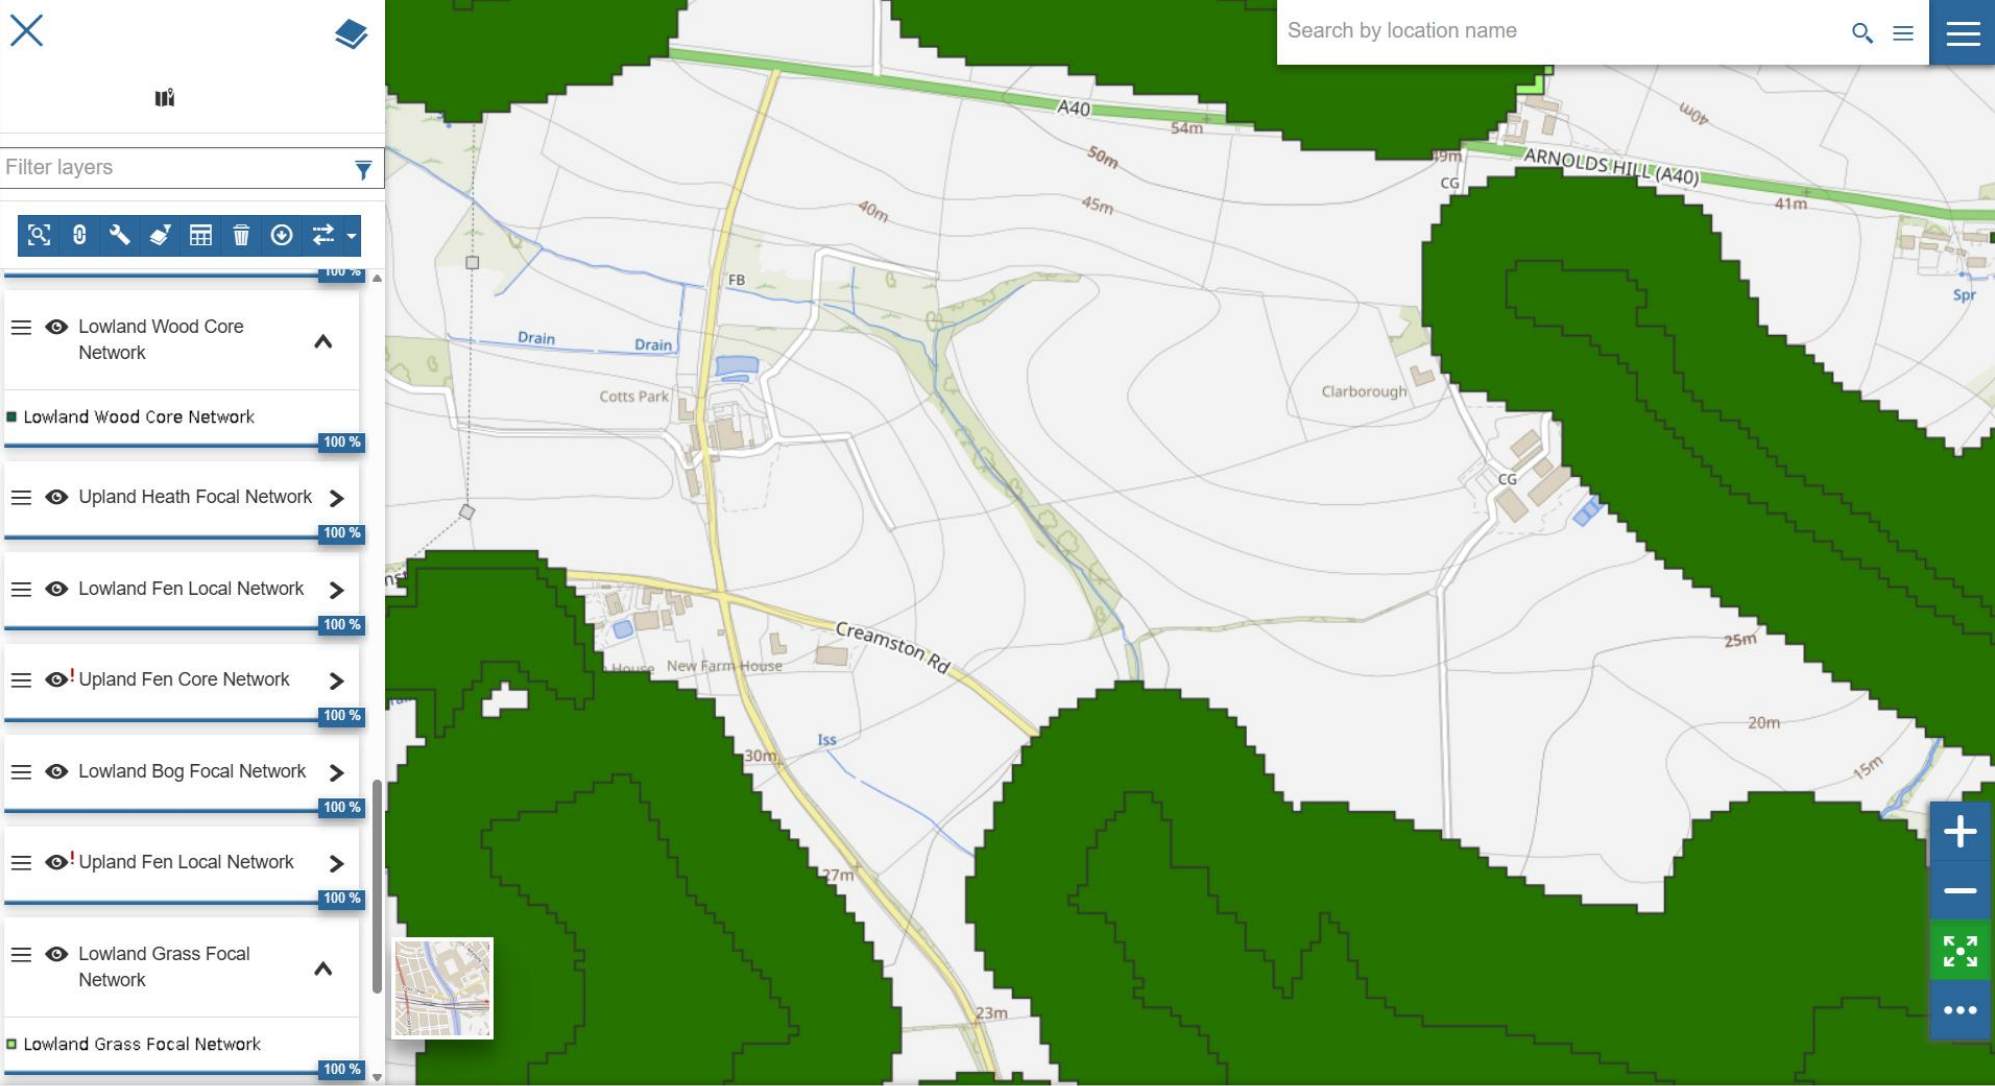 Search by location name
Filter layers
100 %
Lowland Wood Core
Network
Lowland Wood Core Network
100 %
Upland Heath Focal Network
100 %
Lowland Fen Local Network
100 %
! Upland Fen Core Network
100 %
Lowland Bog Focal Network
100 %
! Upland Fen Local Network
100 %
Lowland Grass Focal
Network
Lowland Grass Focal Network
100 %
A40
54m
50m
49m
40m
ARNOLDS HILL (A40)
CG
41m
40m
45m
FB
Spr
Drain
Drain
Cotts Park
Clarborough
CG
Creamston Rd
House
New Farm House
25m
20m
15m
Iss
30m
27m
23m